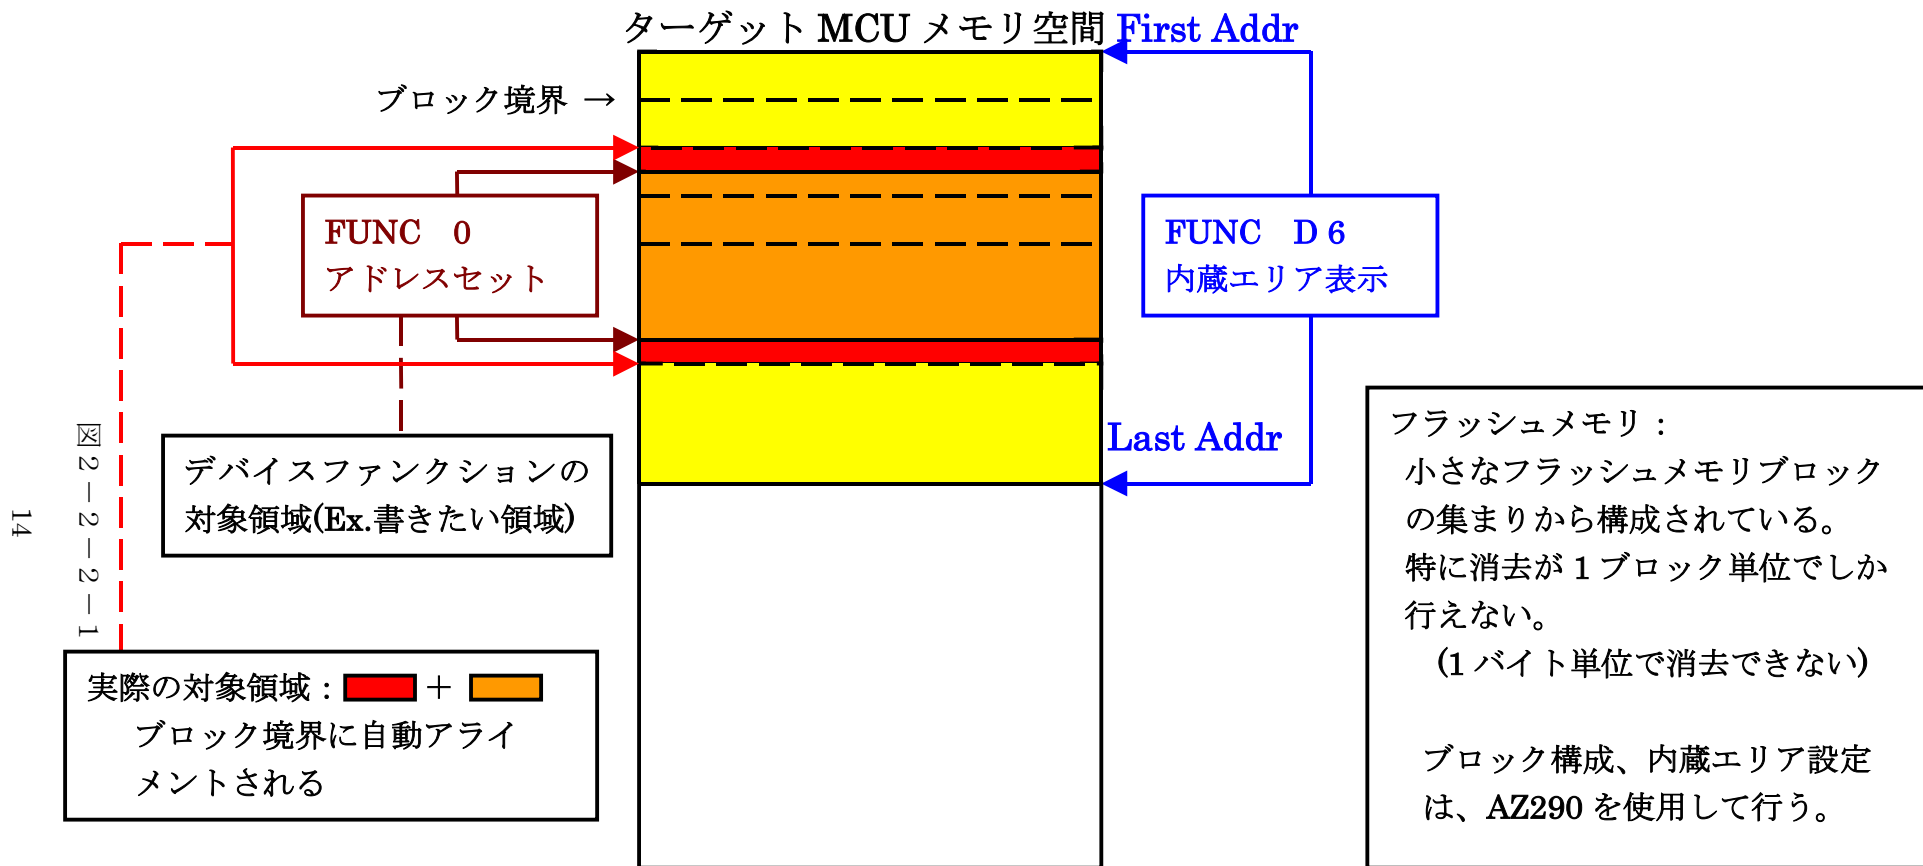 ターゲット MCU メモリ空間
First Addr
ブロック境界 →
FUNC 0
アドレスセット
FUNC D6
内蔵エリア表示
Last Addr
デバイスファンクションの
対象領域(Ex.書きたい領域)
実際の対象領域: +
ブロック境界に自動アライ
メントされる
フラッシュメモリ:
小さなフラッシュメモリブロック
の集まりから構成されている。
特に消去が 1 ブロック単位でしか
行えない。
(1 バイト単位で消去できない)
ブロック構成、内蔵エリア設定
は、AZ290 を使用して行う。
図2-2-2-1
14